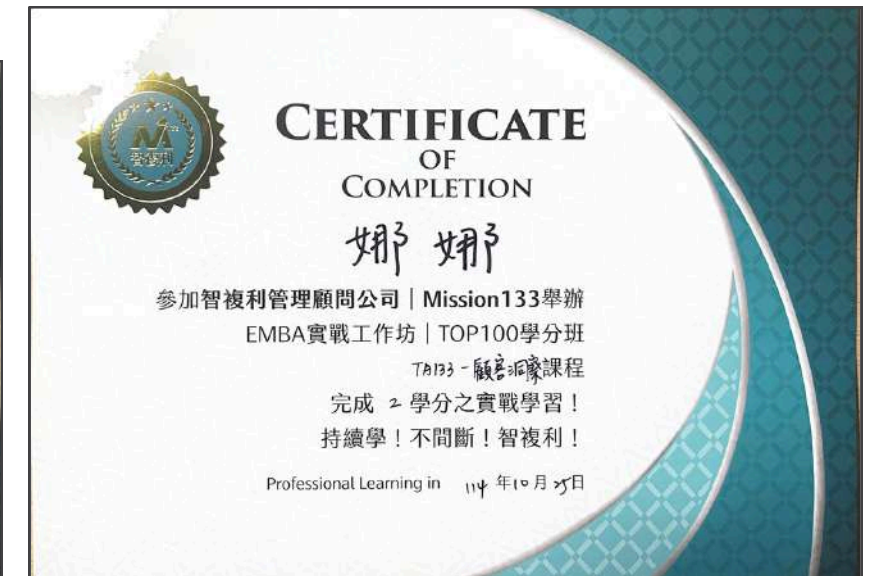 智複利
CERTIFICATE
OF
COMPLETION
娜 娜
參加智複利管理顧問公司｜Mission133舉辦
EMBA實戰工作坊｜TOP100學分班
TA133-顧客洞察課程
完成 2 學分之實戰學習！
持續學！不間斷！智複利！
Professional Learning in 114 年10月25日